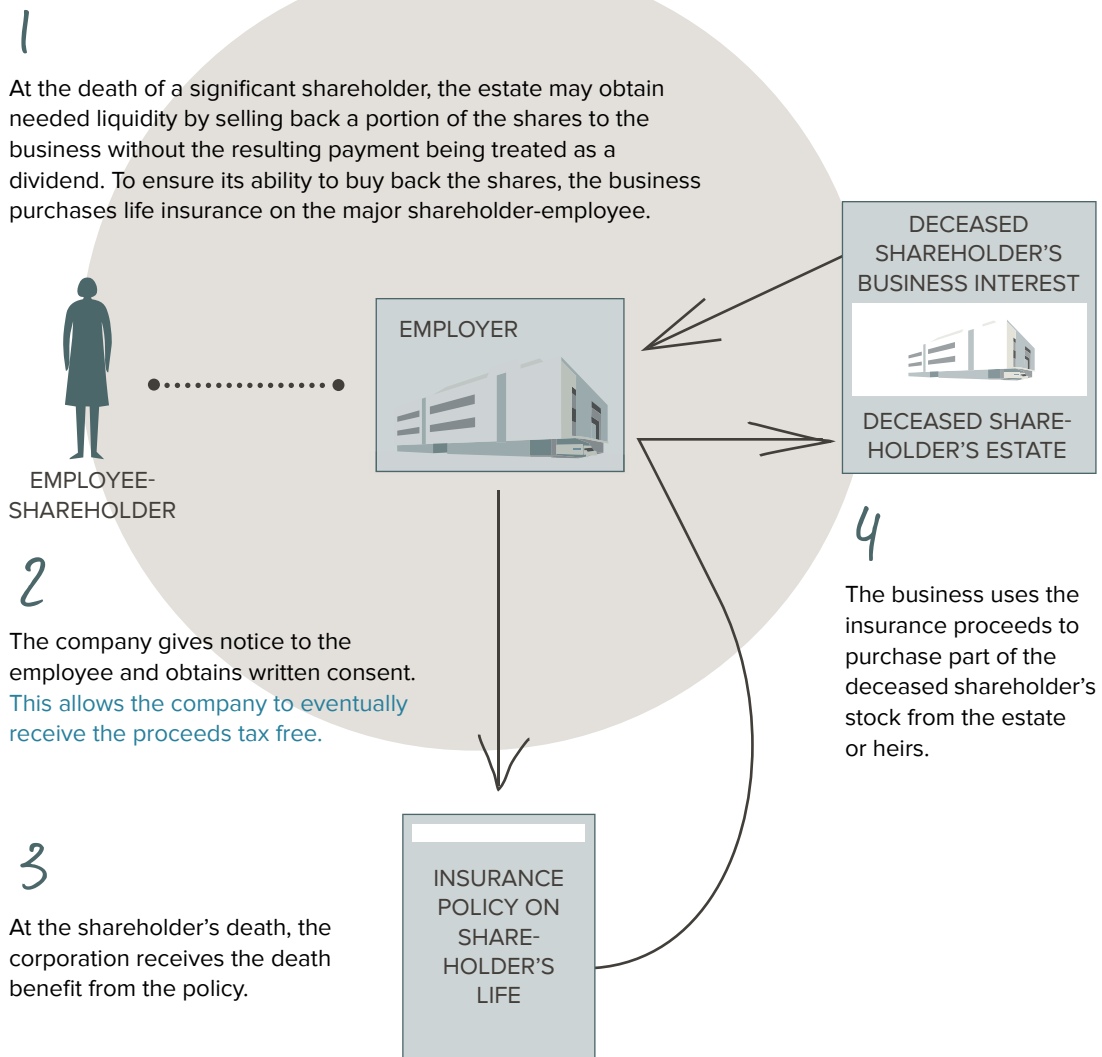 1
At the death of a significant shareholder, the estate may obtain
needed liquidity by selling back a portion of the shares to the
business without the resulting payment being treated as a
dividend. To ensure its ability to buy back the shares, the business
purchases life insurance on the major shareholder-employee.
EMPLOYEE-
SHAREHOLDER
EMPLOYER
DECEASED
SHAREHOLDER'S
BUSINESS INTEREST
DECEASED SHARE-
HOLDER'S ESTATE
2
The company gives notice to the
employee and obtains written consent.
This allows the company to eventually
receive the proceeds tax free.
3
At the shareholder’s death, the
corporation receives the death
benefit from the policy.
INSURANCE
POLICY ON
SHARE-
HOLDER’S
LIFE
4
The business uses the
insurance proceeds to
purchase part of the
deceased shareholder’s
stock from the estate
or heirs.